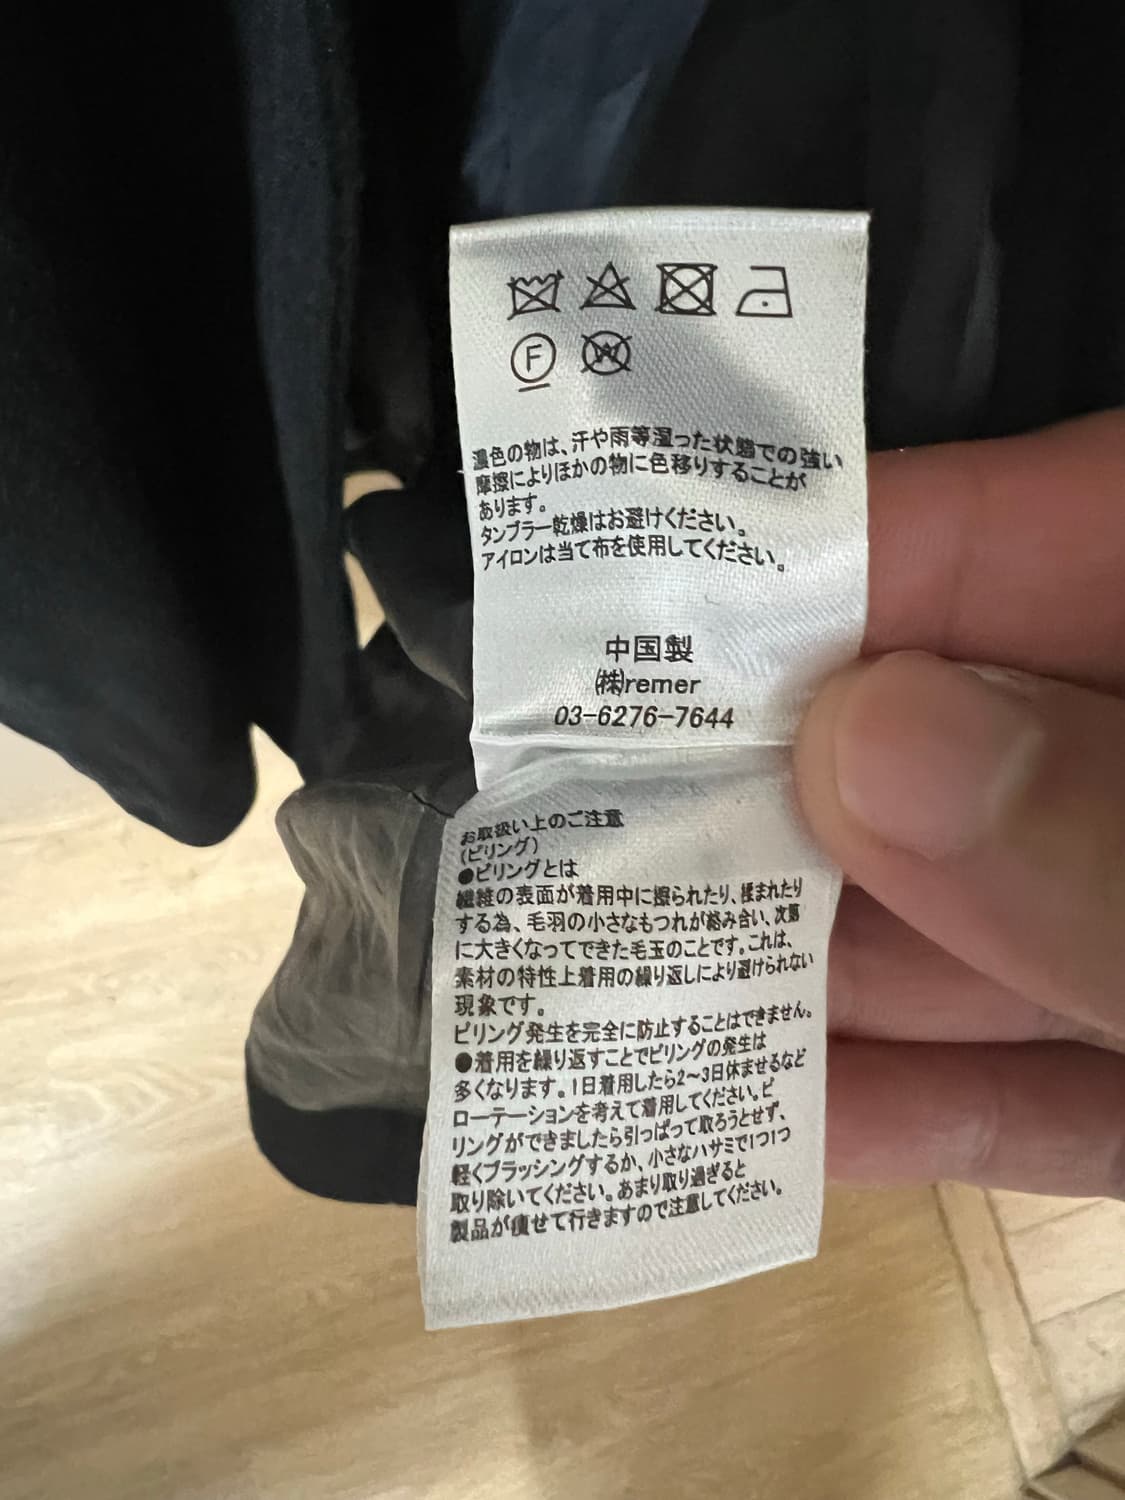 F W
濃色の物は、汗や雨等湿った状態での強い
摩擦によりほかの物に色移りすることが
あります。
タンブラー乾燥はお避けください。
アイロンは当て布を使用してください。
中国製
㈱remer
03-6276-7644
お取扱い上のご注意
(ピリング)
●ピリングとは
繊維の表面が着用中に擦られたり、揉まれたり
する為、毛羽の小さなもつれが絡み合い、次第
に大きくなってできた毛玉のことです。これは、
素材の特性上着用の繰り返しにより避けられない
現象です。
ピリング発生を完全に防止することはできません。
●着用を繰り返すことでピリングの発生は
多くなります。1日着用したら2〜3日休ませるなど
ローテーションを考えて着用してください。ピ
リングができましたら引っぱって取ろうとせず、
軽くブラッシングするか、小さなハサミで1つ1つ
取り除いてください。あまり取り過ぎると
製品が痩せて行きますので注意してください。